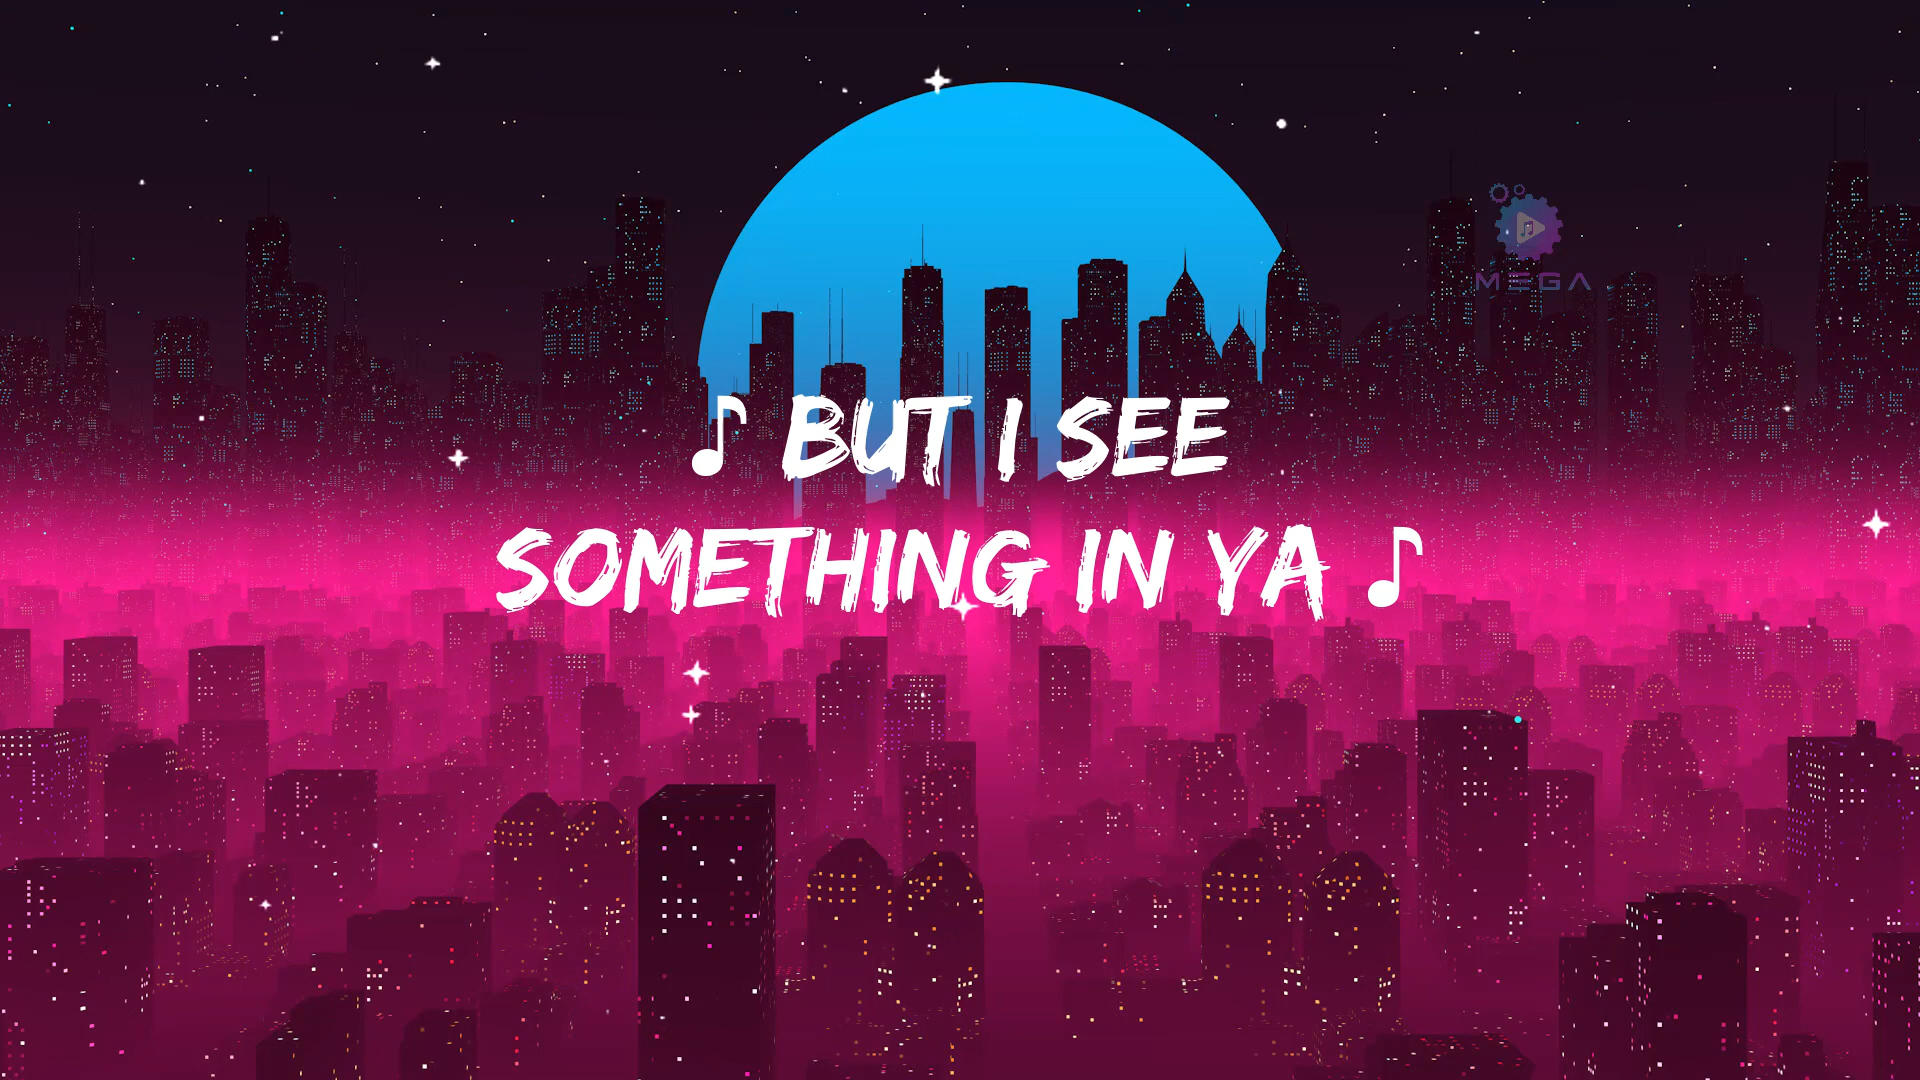 MEGA
♪ BUT I SEE
SOMETHING IN YA ♪